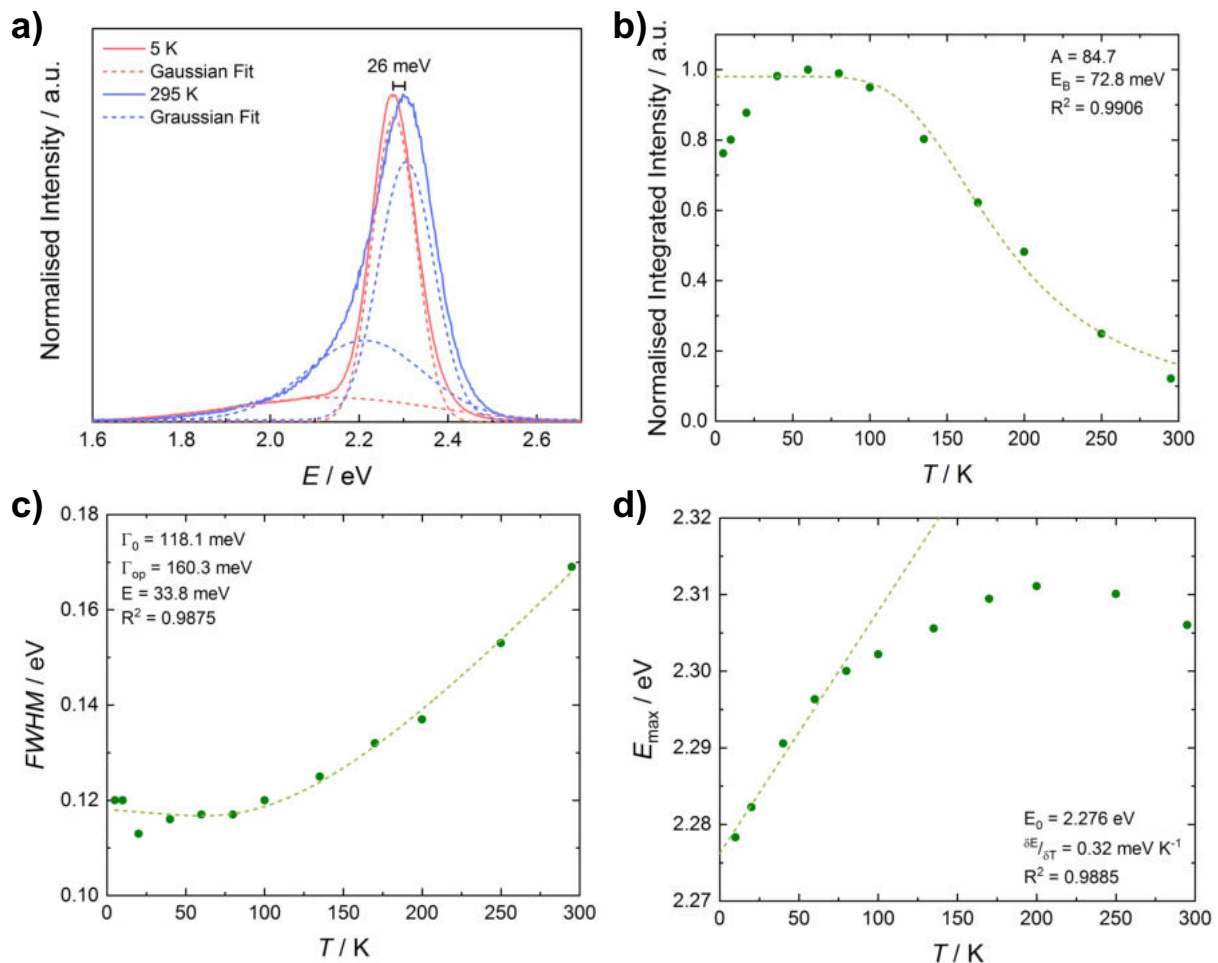 a)
Normalised Intensity / a.u.
5 K
Gaussian Fit
295 K
Graussian Fit
26 meV
1.6 1.8 2.0 2.2 2.4 2.6
E / eV
b)
Normalised Integrated Intensity / a.u.
A = 84.7
E_B = 72.8 meV
R² = 0.9906
1.0
0.8
0.6
0.4
0.2
0.0
0 50 100 150 200 250 300
T / K
c)
FWHM / eV
Γ₀ = 118.1 meV
Γ_op = 160.3 meV
E = 33.8 meV
R² = 0.9875
0.18
0.16
0.14
0.12
0.10
0 50 100 150 200 250 300
T / K
d)
E_max / eV
2.32
2.31
2.30
2.29
2.28
2.27
E₀ = 2.276 eV
δE/δT = 0.32 meV K⁻¹
R² = 0.9885
0 50 100 150 200 250 300
T / K